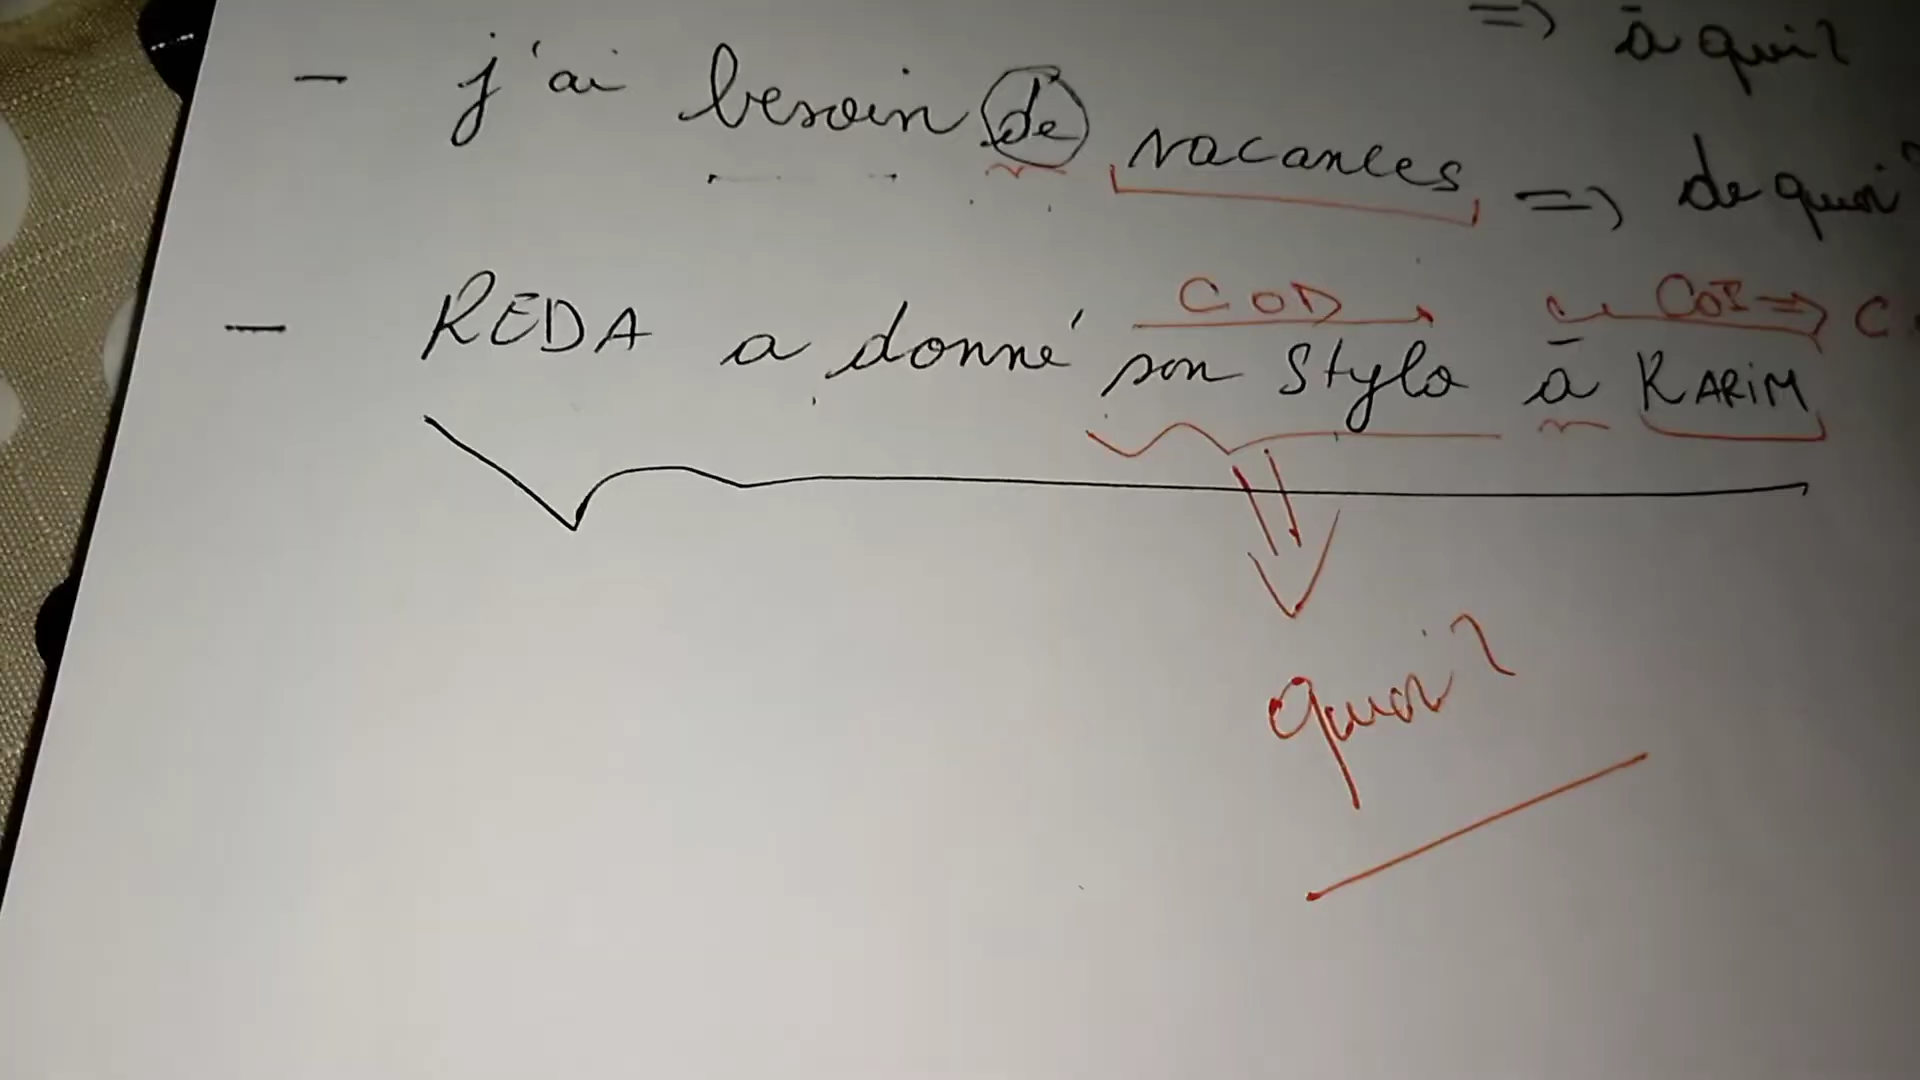 => à qui?
- j'ai besoin de vacances => de quoi?
COD COI => C
- REDA a donné son stylo à KARIM
quoi?